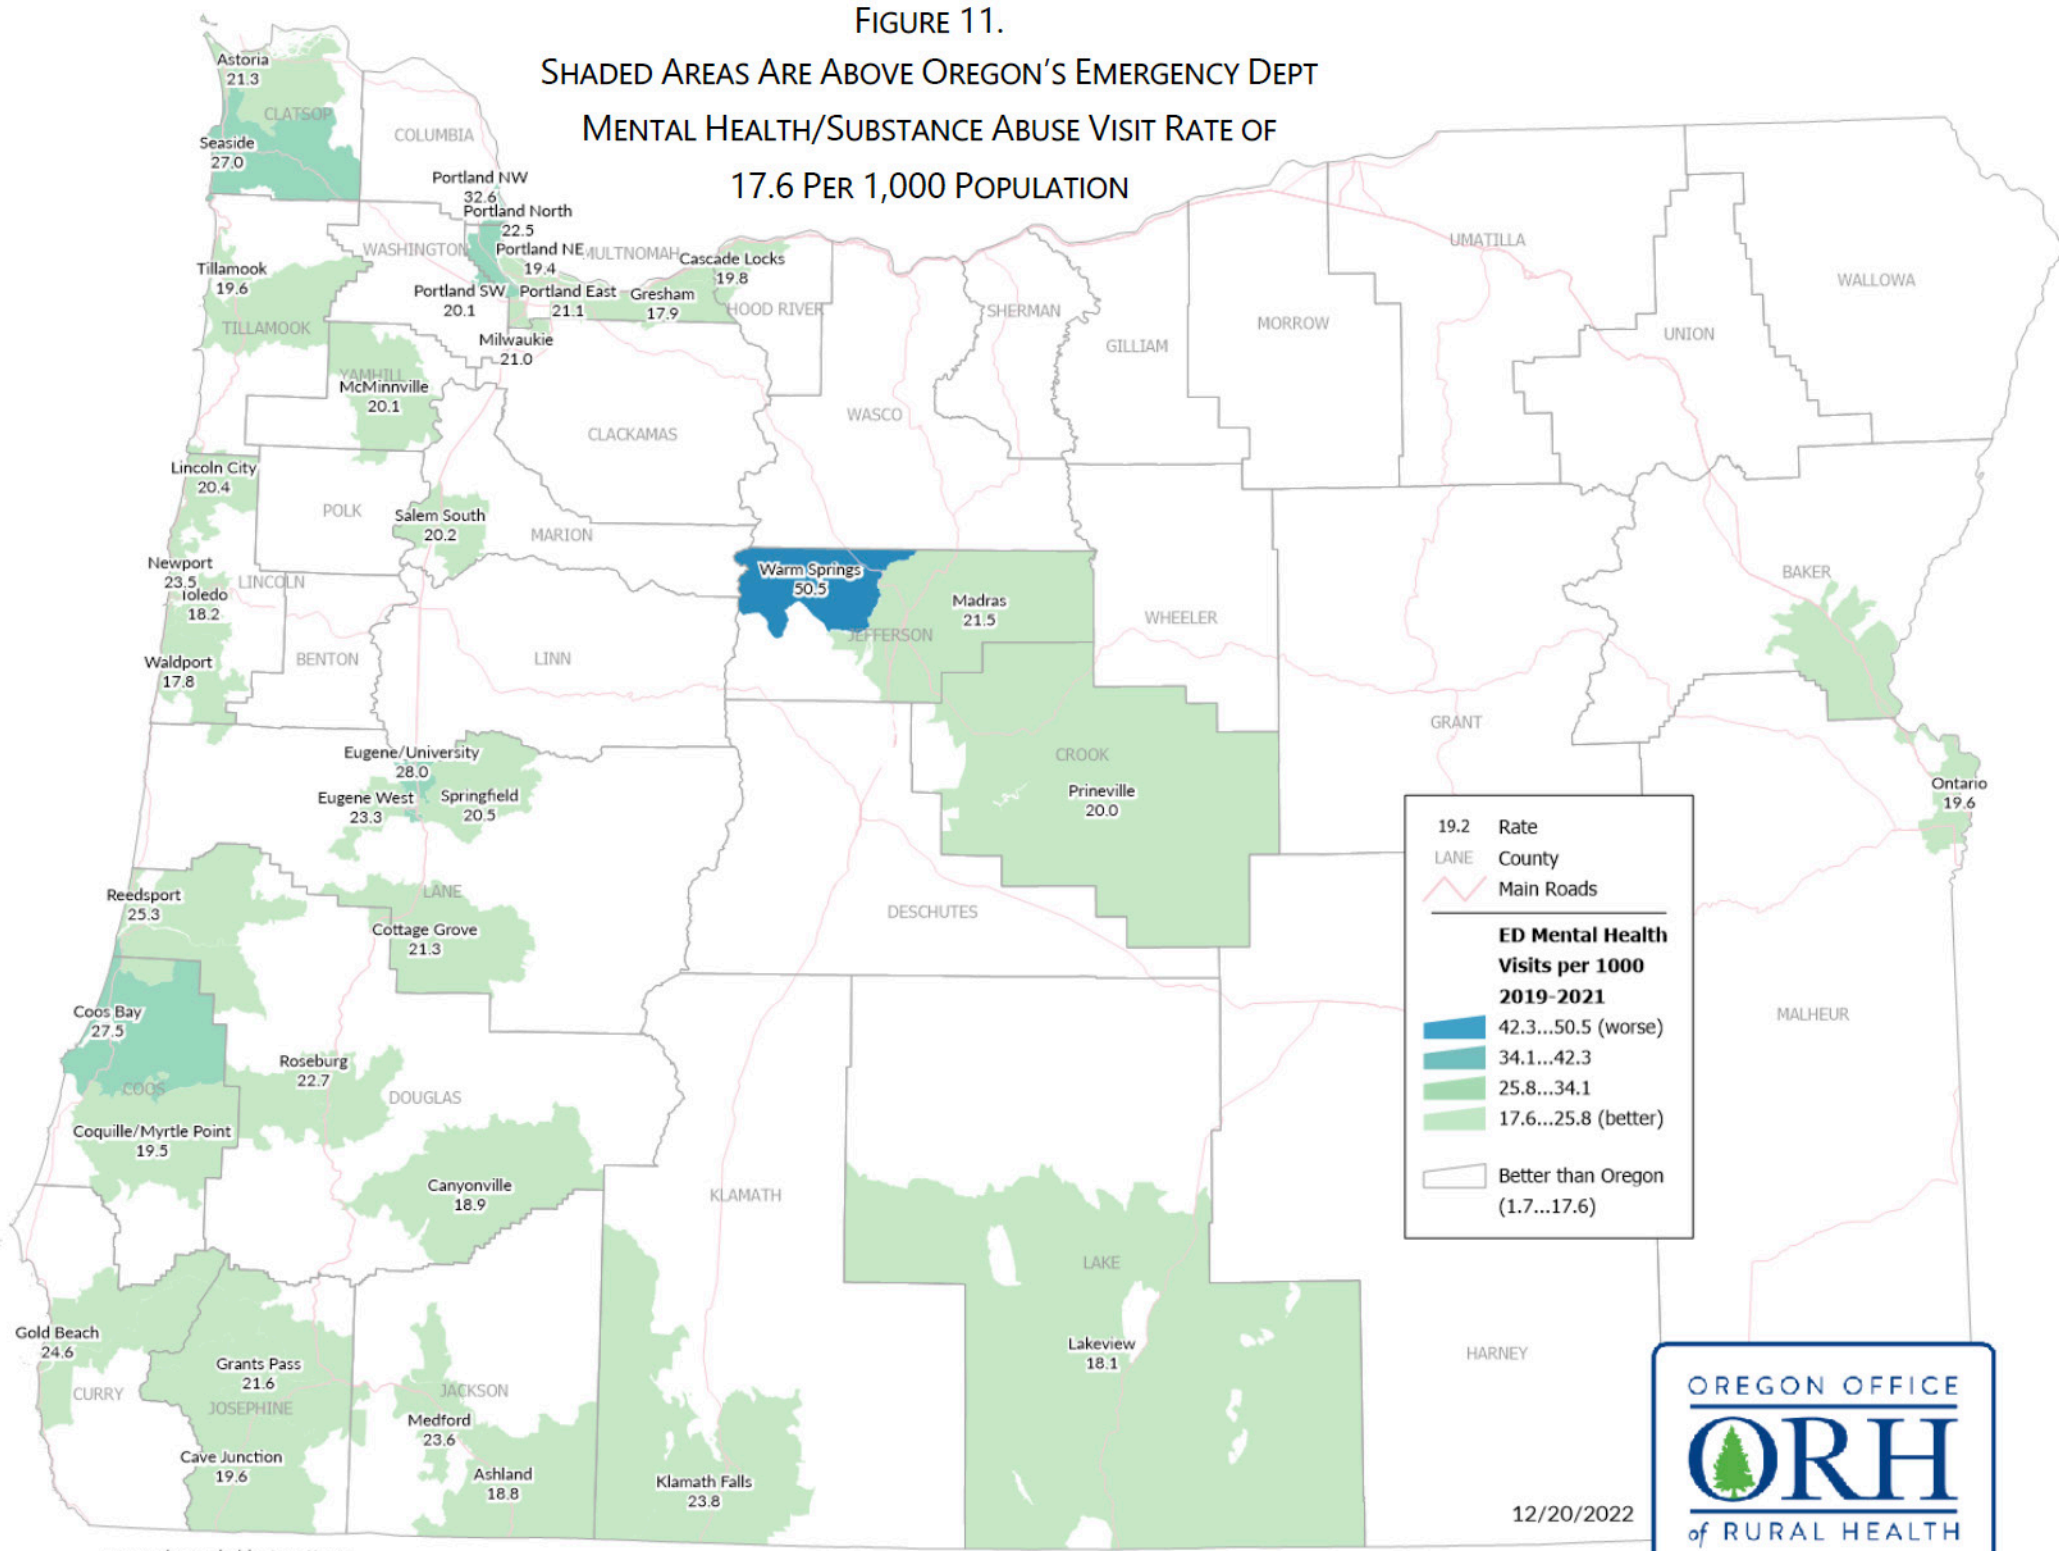 FIGURE 11.
SHADED AREAS ARE ABOVE OREGON'S EMERGENCY DEPT
MENTAL HEALTH/SUBSTANCE ABUSE VISIT RATE OF
17.6 PER 1,000 POPULATION
Astoria
21.3
CLATSOP
Seaside
27.0
COLUMBIA
Portland NW
32.6
Portland North
22.5
WASHINGTON
Portland NE
19.4
MULTNOMAH
Cascade Locks
19.8
Tillamook
19.6
Portland SW
20.1
Portland East
21.1
Gresham
17.9
HOOD RIVER
TILLAMOOK
Milwaukie
21.0
YAMHILL
McMinnville
20.1
CLACKAMAS
WASCO
SHERMAN
GILLIAM
MORROW
UMATILLA
UNION
WALLOWA
Lincoln City
20.4
POLK
Salem South
20.2
MARION
Newport
23.5
LINCOLN
Toledo
18.2
Waldport
17.8
BENTON
LINN
Warm Springs
50.5
JEFFERSON
Madras
21.5
WHEELER
BAKER
GRANT
CROOK
Prineville
20.0
Ontario
19.6
Eugene/University
28.0
Eugene West
23.3
Springfield
20.5
Reedsport
25.3
LANE
Cottage Grove
21.3
DESCHUTES
Coos Bay
27.5
COOS
Roseburg
22.7
DOUGLAS
Coquille/Myrtle Point
19.5
Canyonville
18.9
KLAMATH
LAKE
Lakeview
18.1
MALHEUR
HARNEY
Gold Beach
24.6
CURRY
Grants Pass
21.6
JOSEPHINE
Cave Junction
19.6
JACKSON
Medford
23.6
Ashland
18.8
Klamath Falls
23.8
19.2 Rate
LANE County
Main Roads
ED Mental Health
Visits per 1000
2019-2021
42.3...50.5 (worse)
34.1...42.3
25.8...34.1
17.6...25.8 (better)
Better than Oregon
(1.7...17.6)
12/20/2022
OREGON OFFICE
ORH
of RURAL HEALTH